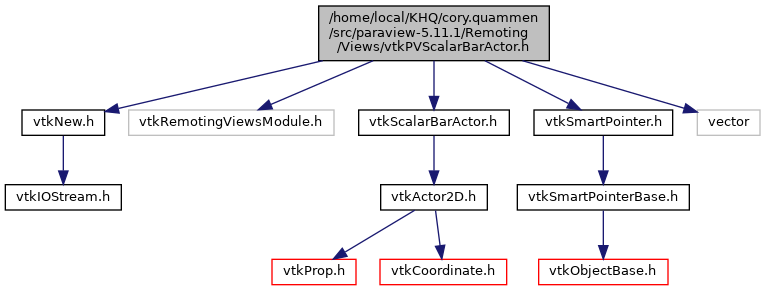 /home/local/KHQ/cory.quammen
/src/paraview-5.11.1/Remoting
/Views/vtkPVScalarBarActor.h
vtkNew.h
vtkRemotingViewsModule.h
vtkScalarBarActor.h
vtkSmartPointer.h
vector
vtkIOStream.h
vtkActor2D.h
vtkSmartPointerBase.h
vtkProp.h
vtkCoordinate.h
vtkObjectBase.h